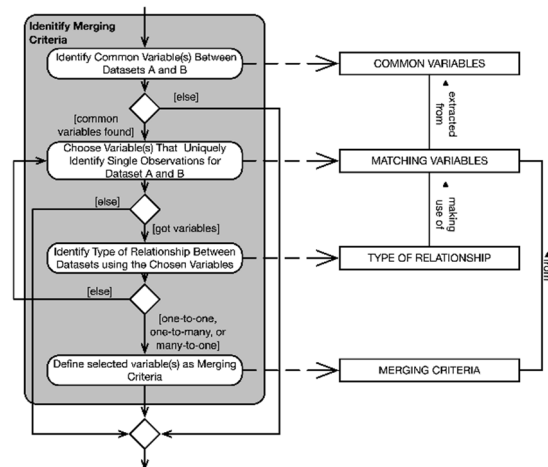 Idenitify Merging
Criteria
Identify Common Variable(s) Between
Datasets A and B
[else]
[common
variables found]
Choose Variable(s) That Uniquely
Identify Single Observations for
Dataset A and B
[else]
[got variables]
Identify Type of Relationship Between
Datasets using the Chosen Variables
[else]
[one-to-one,
one-to-many, or
many-to-one]
Define selected variable(s) as Merging
Criteria
COMMON VARIABLES
extracted
from
MATCHING VARIABLES
making
use of
TYPE OF RELATIONSHIP
MERGING CRITERIA